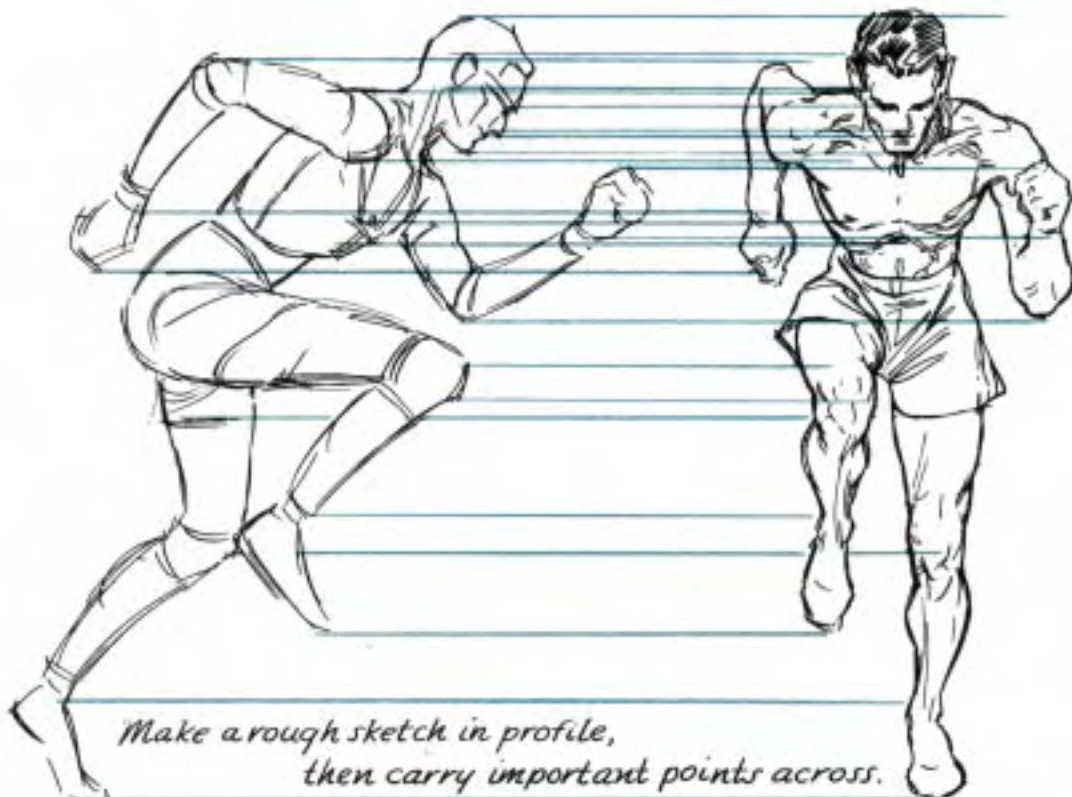 Make a rough sketch in profile,
then carry important points across.